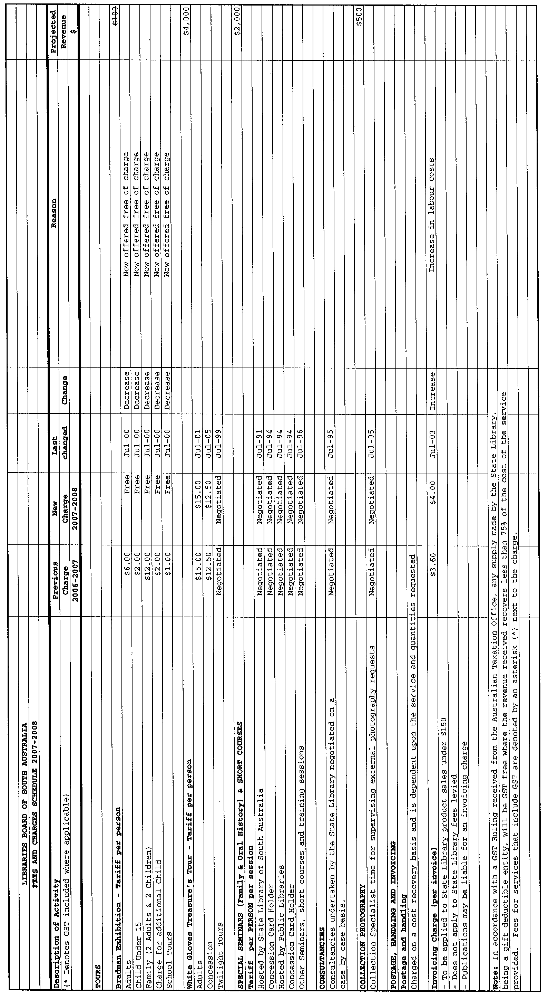 LIBRARIES BOARD OF SOUTH AUSTRALIA
FEES AND CHARGES SCHEDULE 2007-2008
Description of Activity Previous New Last Reason Projected
(* Denotes GST included where applicable) Charge Charge changed Change Revenue
2006-2007 2007-2008 $
TOURS
Bradman Exhibition - Tariff per person $100
Adults $6.00 Free Jul-00 Decrease Now offered free of charge
Child Under 15 $2.00 Free Jul-00 Decrease Now offered free of charge
Family (2 Adults & 2 Children) $12.00 Free Jul-00 Decrease Now offered free of charge
Charge for additional Child $2.00 Free Jul-00 Decrease Now offered free of charge
School Tours $1.00 Free Jul-00 Decrease Now offered free of charge
White Gloves Treasure's Tour - Tariff per person $4,000
Adults $15.00 $15.00 Jul-01
Concession $12.50 $12.50 Jul-05
Twilight Tours Negotiated Negotiated Jul-99
SPECIAL SEMINARS (Family & Oral History) & SHORT COURSES $2,000
Tariff per PERSON per session
Hosted by State Library of South Australia Negotiated Negotiated Jul-91
Concession Card Holder Negotiated Negotiated Jul-94
Hosted by Public Libraries Negotiated Negotiated Jul-94
Concession Card Holder Negotiated Negotiated Jul-94
Other Seminars, short courses and training sessions Negotiated Negotiated Jul-96
CONSULTANCIES
Consultancies undertaken by the State Library negotiated on a Negotiated Negotiated Jul-95
case by case basis.
COLLECTION PHOTOGRAPHY $500
Collection Specialist time for supervising external photography requests Negotiated Negotiated Jul-05
POSTAGE, HANDLING AND INVOICING
Postage and handling
Charged on a cost recovery basis and is dependent upon the service and quantities requested
Invoicing Charge (per invoice) $3.60 $4.00 Jul-03 Increase Increase in labour costs
- To be applied to State Library product sales under $150
- Does not apply to State Library fees levied
- Publications may be liable for an invoicing charge
Note: In accordance with a GST Ruling received from the Australian Taxation Office, any supply made by the State Library,
being a gift deductible entity, will be GST free where the revenue received recovers less than 75% of the cost of the service
provided. Fees for services that include GST are denoted by an asterisk (*) next to the charge.